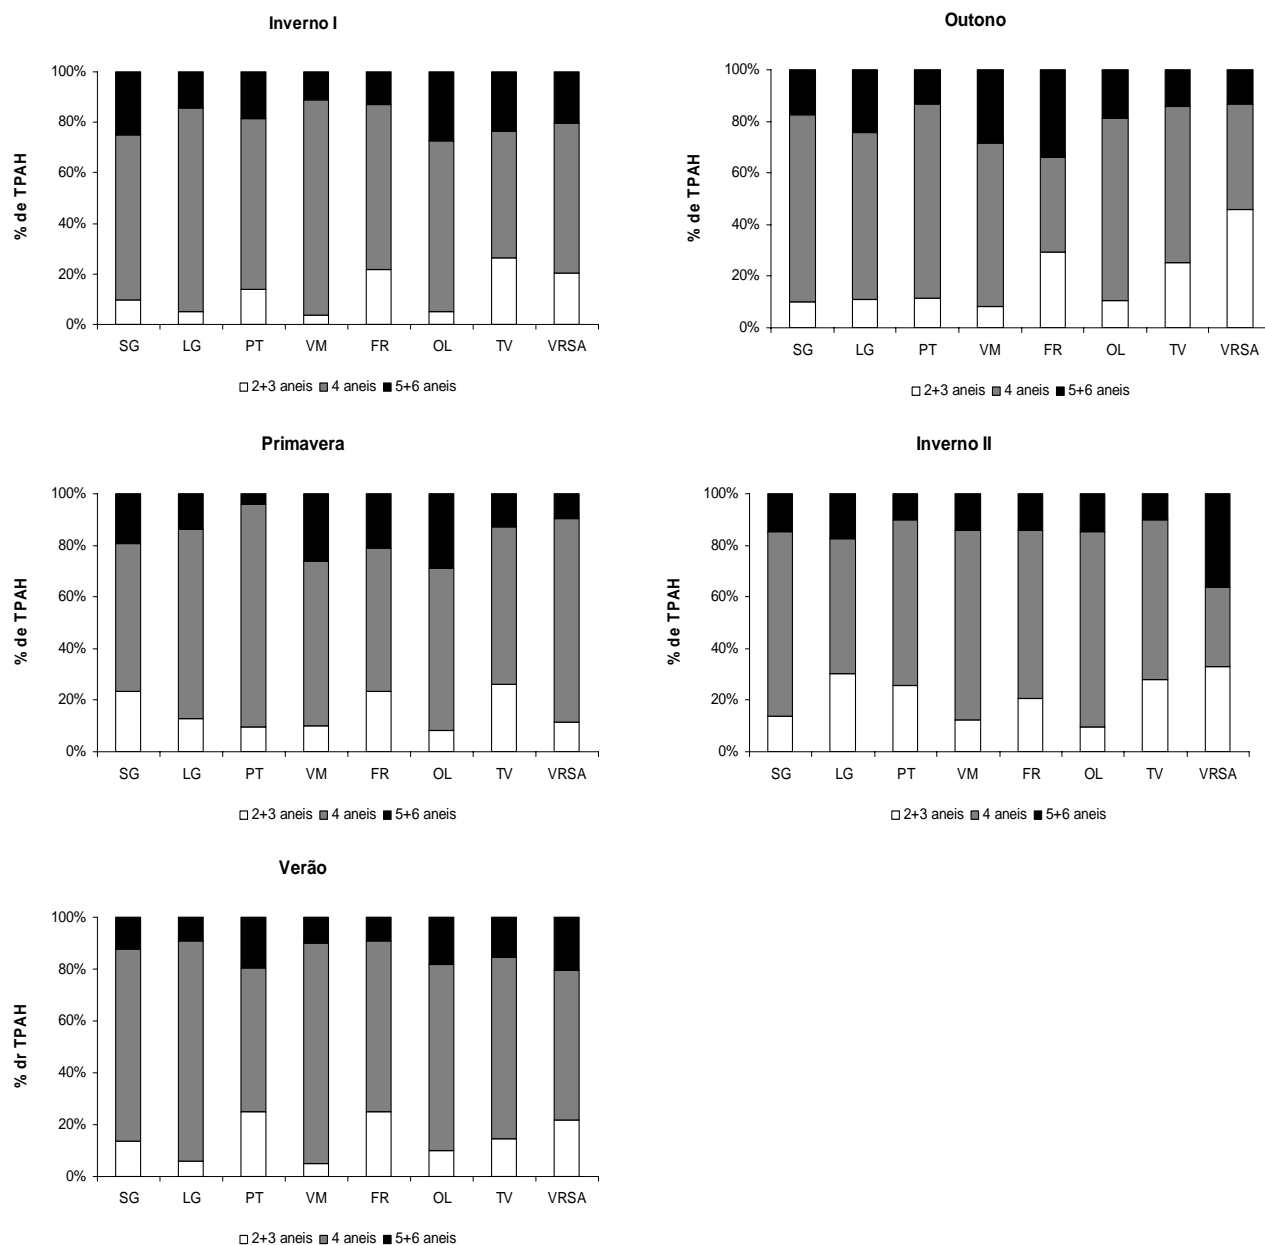 Inverno I
% de TPAH
100%
80%
60%
40%
20%
0%
SG LG PT VM FR OL TV VRSA
2+3 aneis 4 aneis 5+6 aneis
Outono
% de TPAH
100%
80%
60%
40%
20%
0%
SG LG PT VM FR OL TV VRSA
2+3 aneis 4 aneis 5+6 aneis
Primavera
% de TPAH
100%
80%
60%
40%
20%
0%
SG LG PT VM FR OL TV VRSA
2+3 aneis 4 aneis 5+6 aneis
Inverno II
% de TPAH
100%
80%
60%
40%
20%
0%
SG LG PT VM FR OL TV VRSA
2+3 aneis 4 aneis 5+6 aneis
Verão
% dr TPAH
100%
80%
60%
40%
20%
0%
SG LG PT VM FR OL TV VRSA
2+3 aneis 4 aneis 5+6 aneis